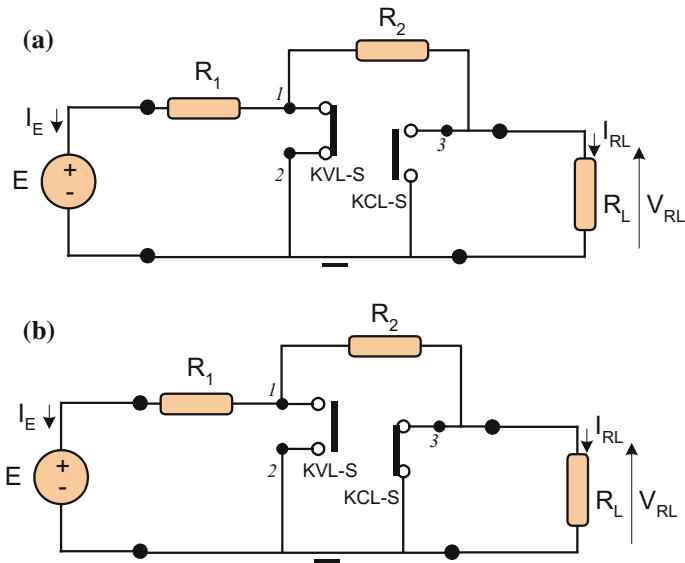 (a)
R2
R1
1
IE
2
KVL-S
3
KCL-S
IRL
E
+
-
RL
VRL
(b)
R2
R1
1
IE
2
KVL-S
3
KCL-S
IRL
E
+
-
RL
VRL